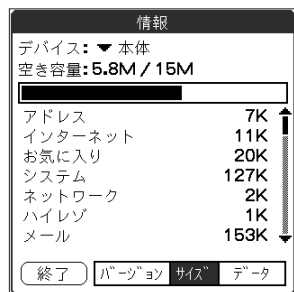 情報
デバイス: ▼ 本体
空き容量: 5.8M / 15M
アドレス 7K
インターネット 11K
お気に入り 20K
システム 127K
ネットワーク 2K
ハイレゾ 1K
メール 153K
終了 バージョン サイズ データ